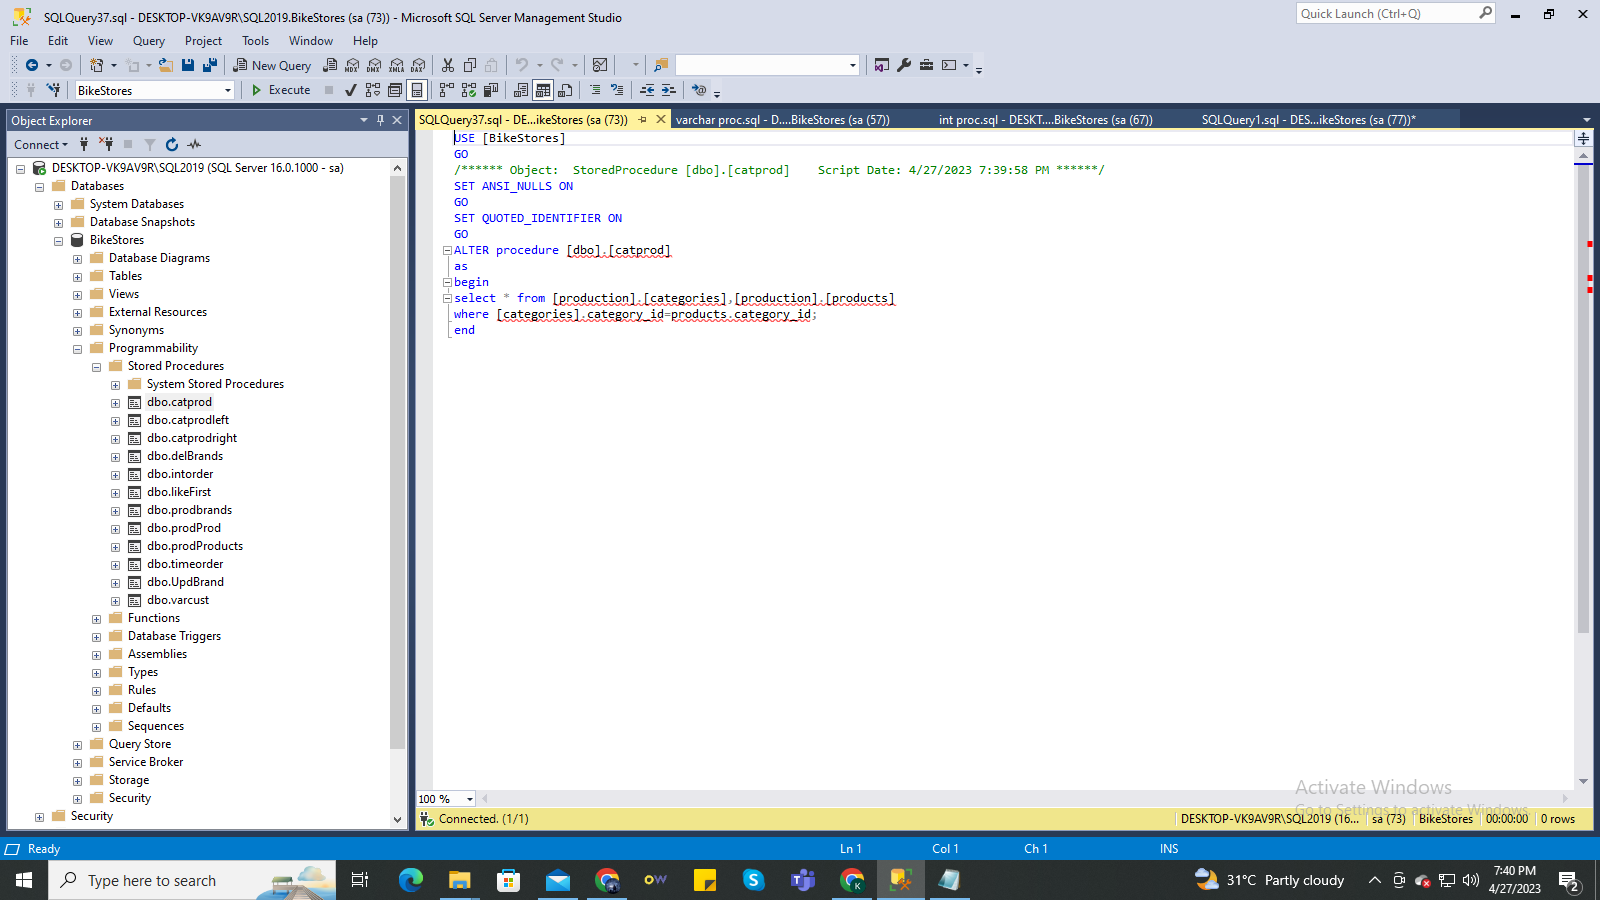 SQLQuery37.sql - DESKTOP-VK9AV9R\SQL2019.BikeStores (sa (73)) - Microsoft SQL Server Management Studio
Quick Launch (Ctrl+Q)
File Edit View Query Project Tools Window Help
New Query MDX DMX XMLA DAX
BikeStores Execute
Object Explorer
Connect
DESKTOP-VK9AV9R\SQL2019 (SQL Server 16.0.1000 - sa)
Databases
System Databases
Database Snapshots
BikeStores
Database Diagrams
Tables
Views
External Resources
Synonyms
Programmability
Stored Procedures
System Stored Procedures
dbo.catprod
dbo.catprodleft
dbo.catprodright
dbo.delBrands
dbo.intorder
dbo.likeFirst
dbo.prodbrands
dbo.prodProd
dbo.prodProducts
dbo.timeorder
dbo.UpdBrand
dbo.varcust
Functions
Database Triggers
Assemblies
Types
Rules
Defaults
Sequences
Query Store
Service Broker
Storage
Security
Security
SQLQuery37.sql - DE...ikeStores (sa (73)) varchar proc.sql - D....BikeStores (sa (57)) int proc.sql - DESKT....BikeStores (sa (67)) SQLQuery1.sql - DES...ikeStores (sa (77))*
USE [BikeStores]
GO
/****** Object:  StoredProcedure [dbo].[catprod]    Script Date: 4/27/2023 7:39:58 PM ******/
SET ANSI_NULLS ON
GO
SET QUOTED_IDENTIFIER ON
GO
ALTER procedure [dbo].[catprod]
as
begin
select * from [production].[categories],[production].[products]
where [categories].category_id=products.category_id;
end
Activate Windows
Go to Settings to activate Windows.
100 %
Connected. (1/1) DESKTOP-VK9AV9R\SQL2019 (16... sa (73) BikeStores 00:00:00 0 rows
Ready Ln 1 Col 1 Ch 1 INS
Type here to search
OW
K
31°C Partly cloudy
7:40 PM
4/27/2023
2